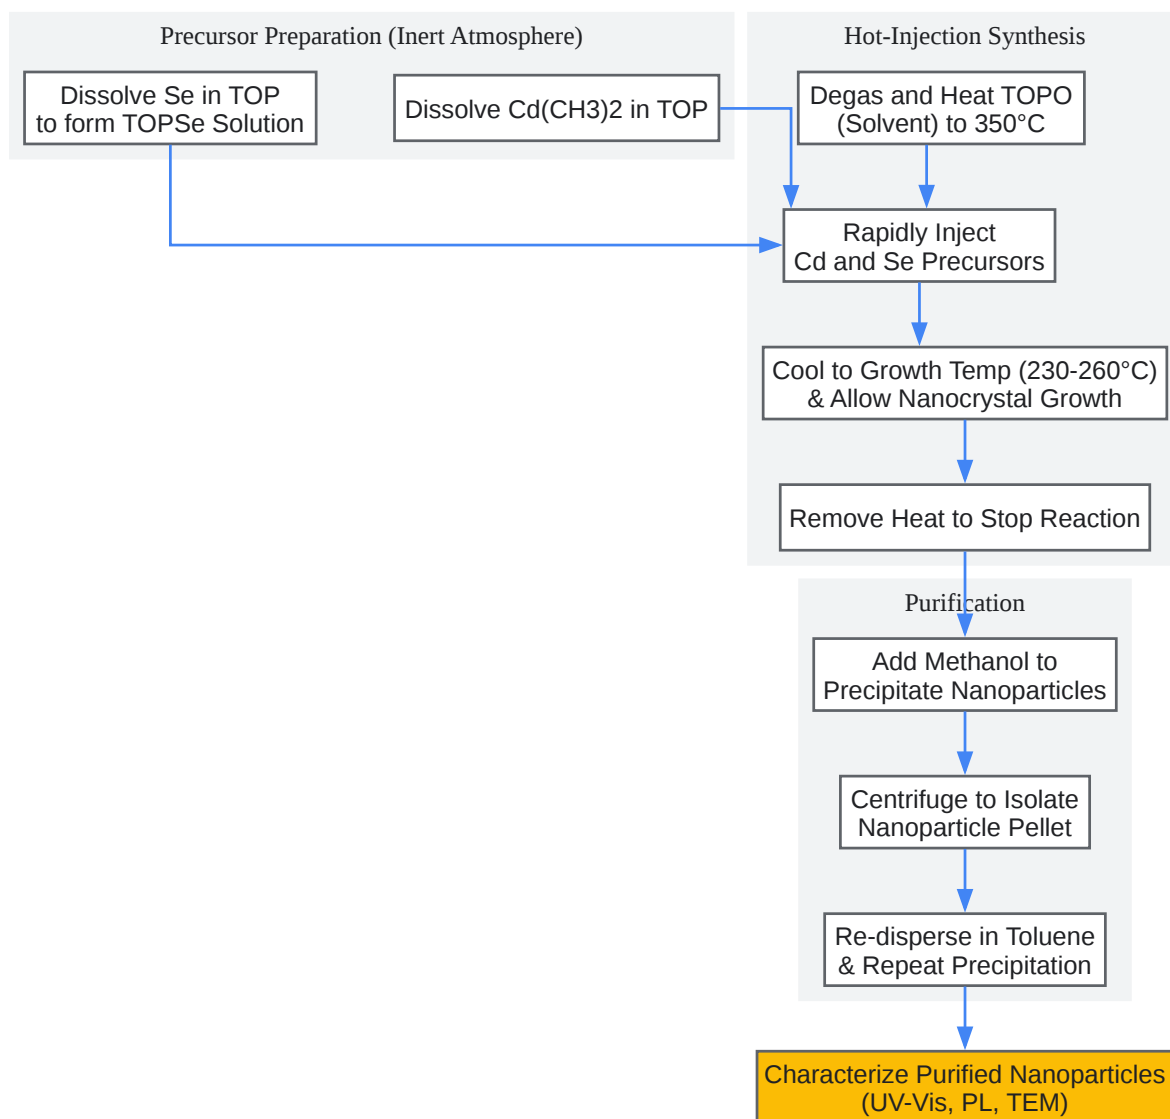 Precursor Preparation (Inert Atmosphere)
Dissolve Se in TOP
to form TOPSe Solution
Dissolve Cd(CH3)2 in TOP
Hot-Injection Synthesis
Degas and Heat TOPO
(Solvent) to 350°C
Rapidly Inject
Cd and Se Precursors
Cool to Growth Temp (230-260°C)
& Allow Nanocrystal Growth
Remove Heat to Stop Reaction
Purification
Add Methanol to
Precipitate Nanoparticles
Centrifuge to Isolate
Nanoparticle Pellet
Re-disperse in Toluene
& Repeat Precipitation
Characterize Purified Nanoparticles
(UV-Vis, PL, TEM)